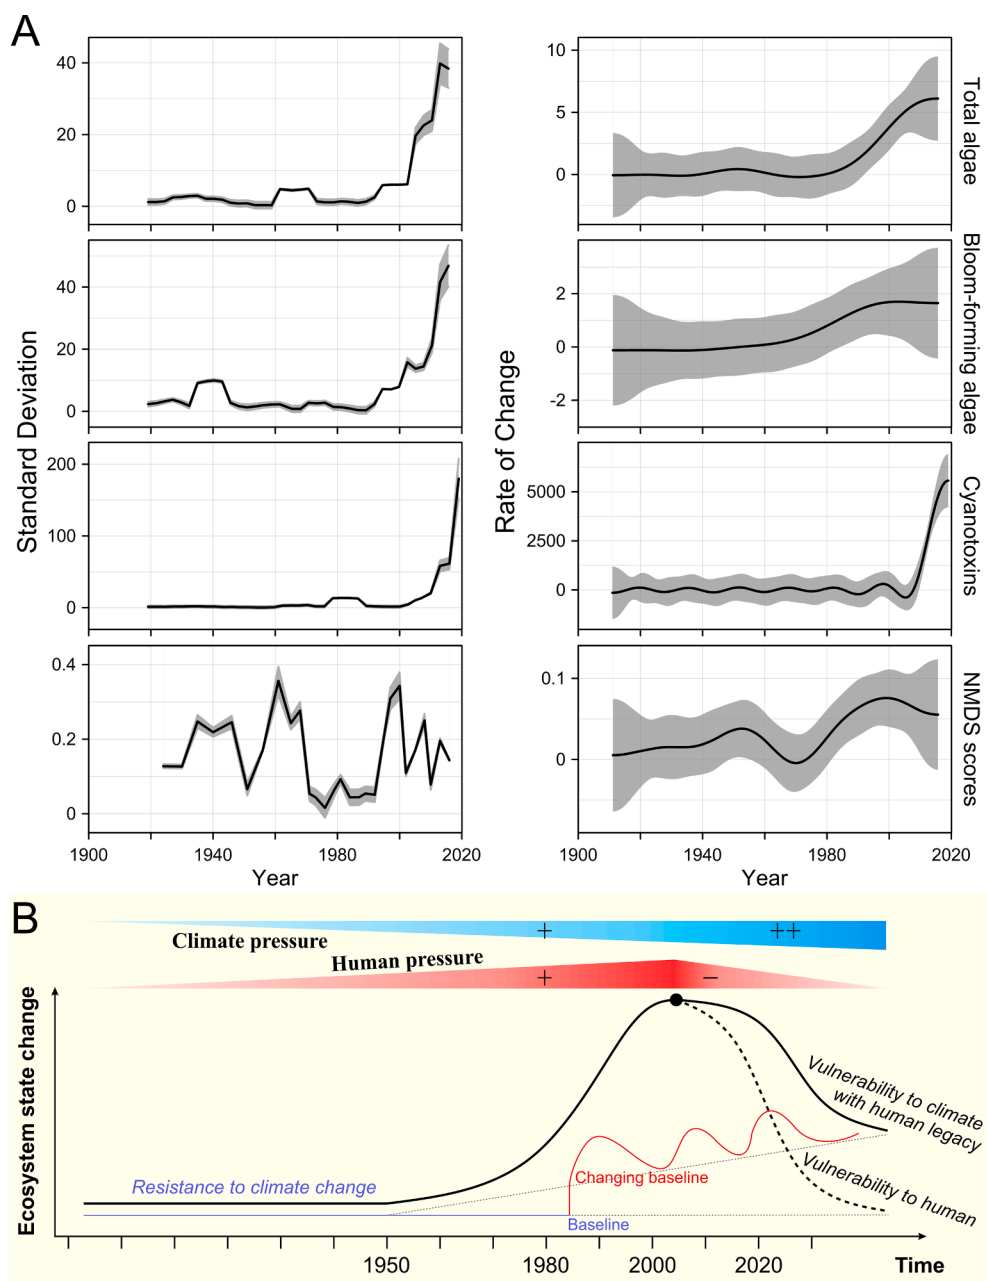 A
40
20
0
10
5
0
Total algae
40
20
0
2
0
-2
Bloom-forming algae
Standard Deviation
Rate of Change
200
100
0
5000
2500
0
Cyanotoxins
0.4
0.2
0
0.1
0
NMDS scores
1900
1940
1980
2020
1900
1940
1980
2020
Year
Year
B
Climate pressure
+
++
Human pressure
+
−
Ecosystem state change
Vulnerability to climate
with human legacy
Vulnerability to human
Resistance to climate change
Changing baseline
Baseline
1950
1980
2000
2020
Time